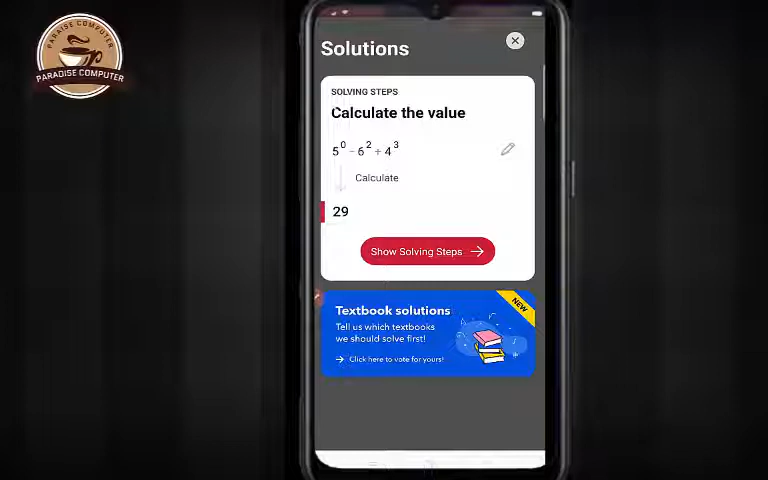 PARAISE COMPUTER
PARADISE COMPUTER
Solutions
SOLVING STEPS
Calculate the value
5⁰ - 6² + 4³
Calculate
29
Show Solving Steps
NEW
Textbook solutions
Tell us which textbooks
we should solve first!
Click here to vote for yours!